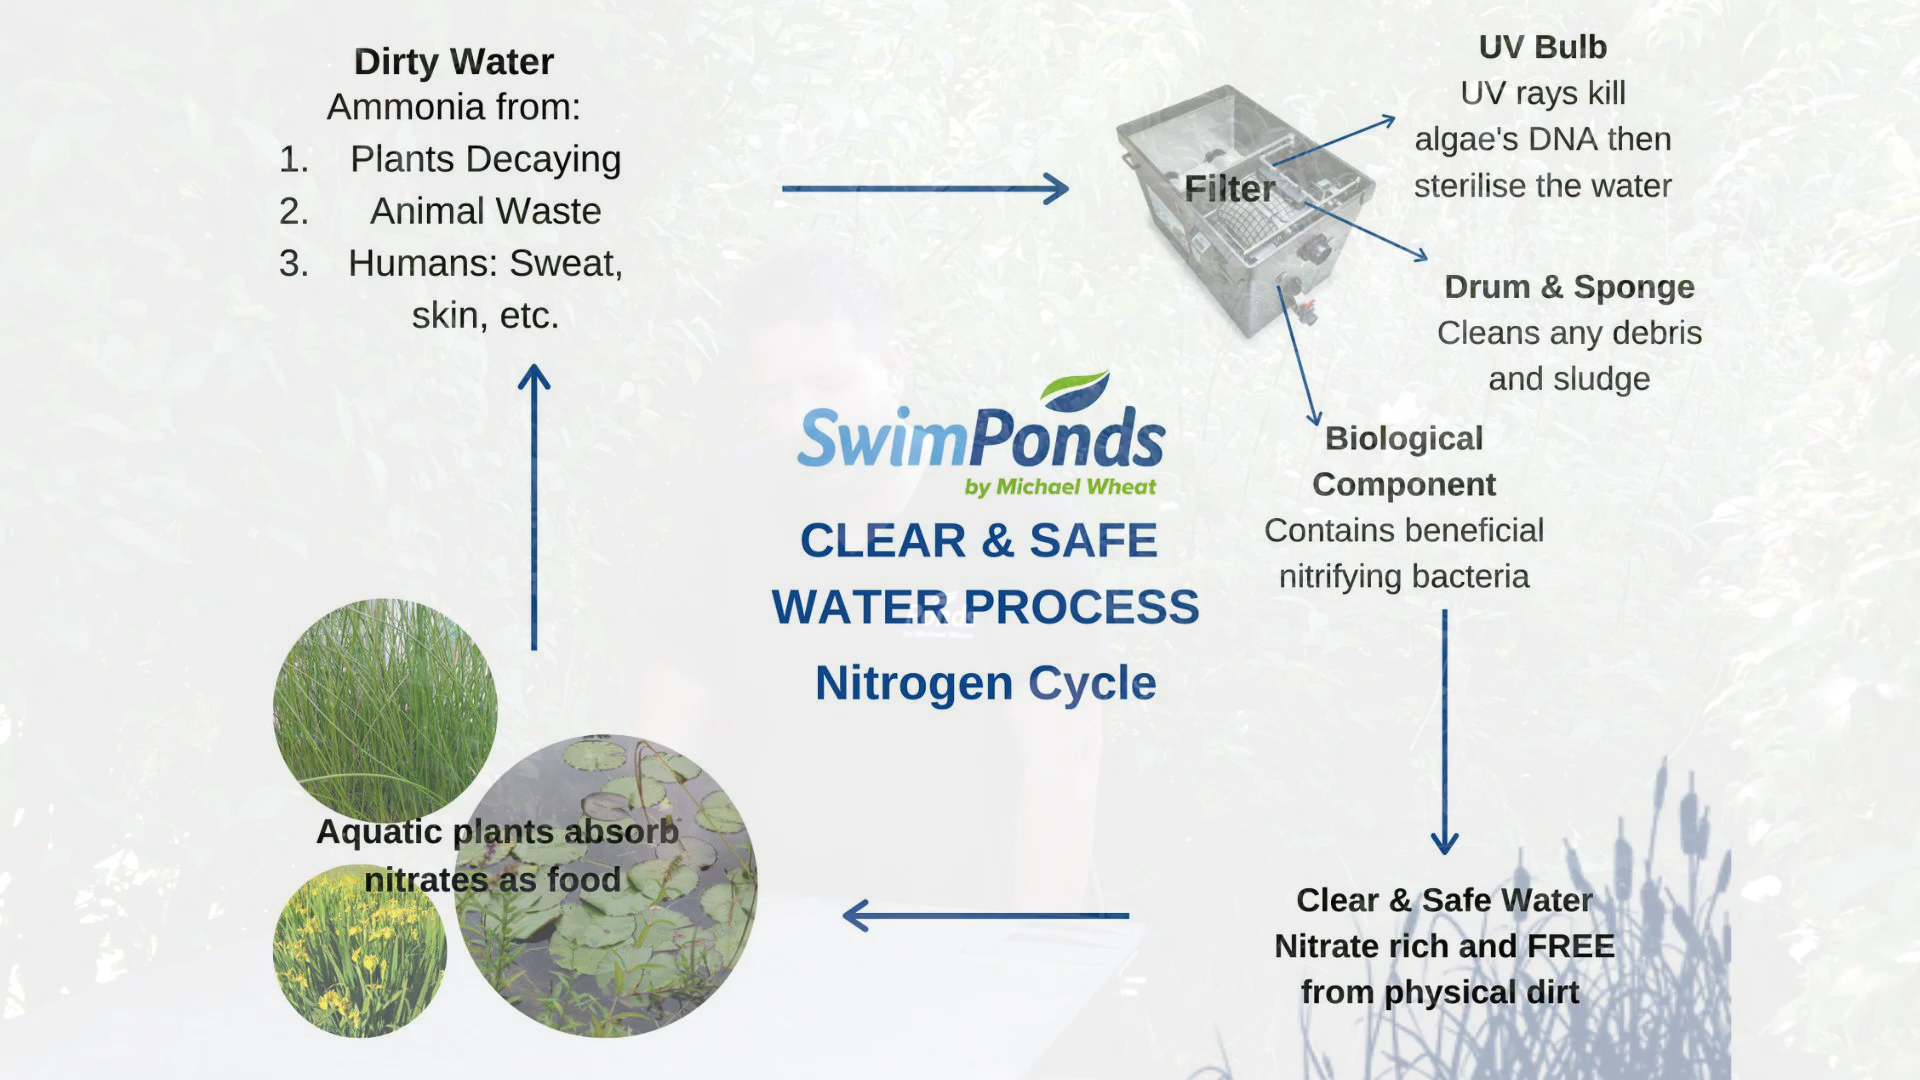 Dirty Water
Ammonia from:
1. Plants Decaying
2. Animal Waste
3. Humans: Sweat,
skin, etc.
Filter
UV Bulb
UV rays kill
algae's DNA then
sterilise the water
Drum & Sponge
Cleans any debris
and sludge
Biological
Component
Contains beneficial
nitrifying bacteria
SwimPonds
by Michael Wheat
CLEAR & SAFE
WATER PROCESS
Nitrogen Cycle
Aquatic plants absorb
nitrates as food
Clear & Safe Water
Nitrate rich and FREE
from physical dirt